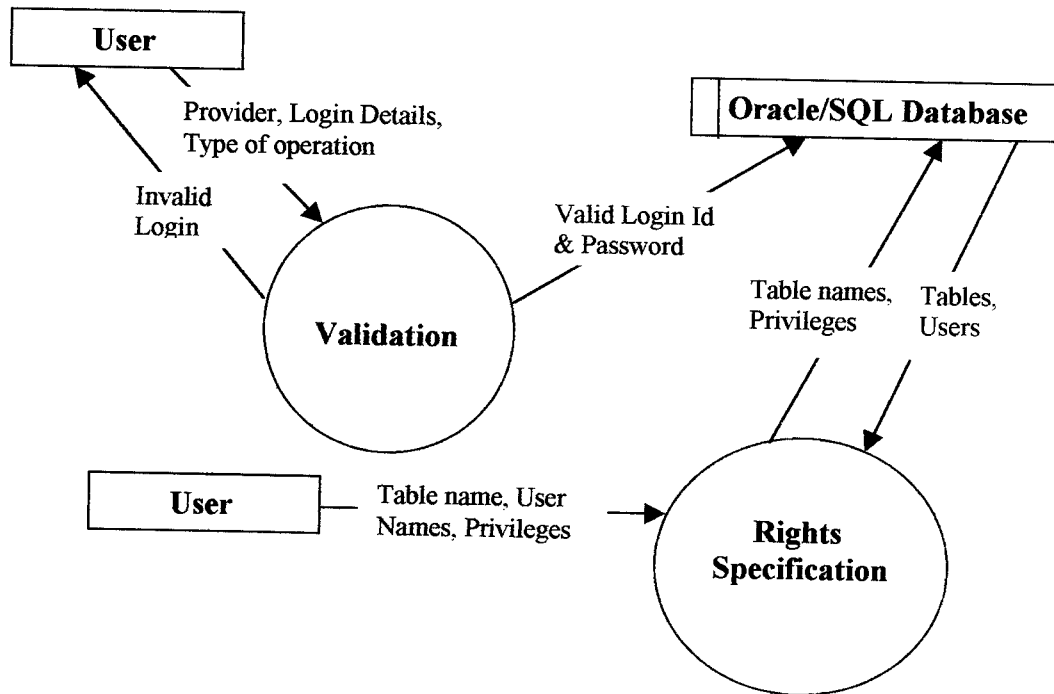 User
Provider, Login Details,
Type of operation
Oracle/SQL Database
Invalid
Login
Valid Login Id
& Password
Validation
Table names,
Privileges
Tables,
Users
User
Table name, User
Names, Privileges
Rights
Specification